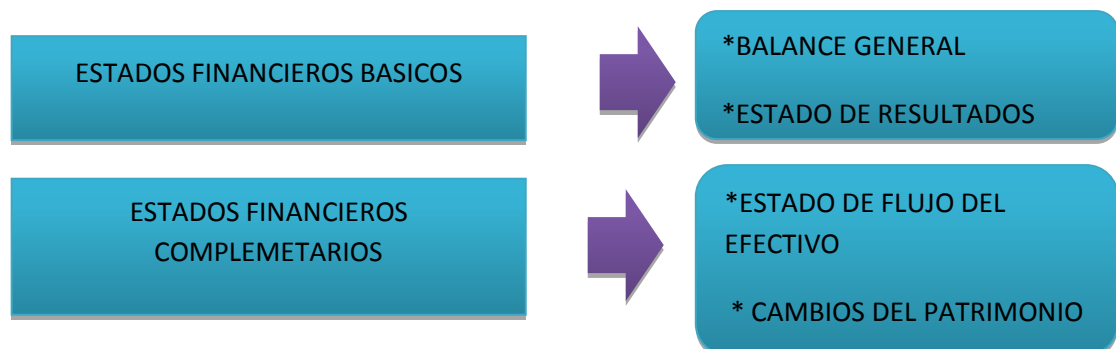 ESTADOS FINANCIEROS BASICOS
*BALANCE GENERAL
*ESTADO DE RESULTADOS
ESTADOS FINANCIEROS
COMPLEMETARIOS
*ESTADO DE FLUJO DEL
EFECTIVO
* CAMBIOS DEL PATRIMONIO